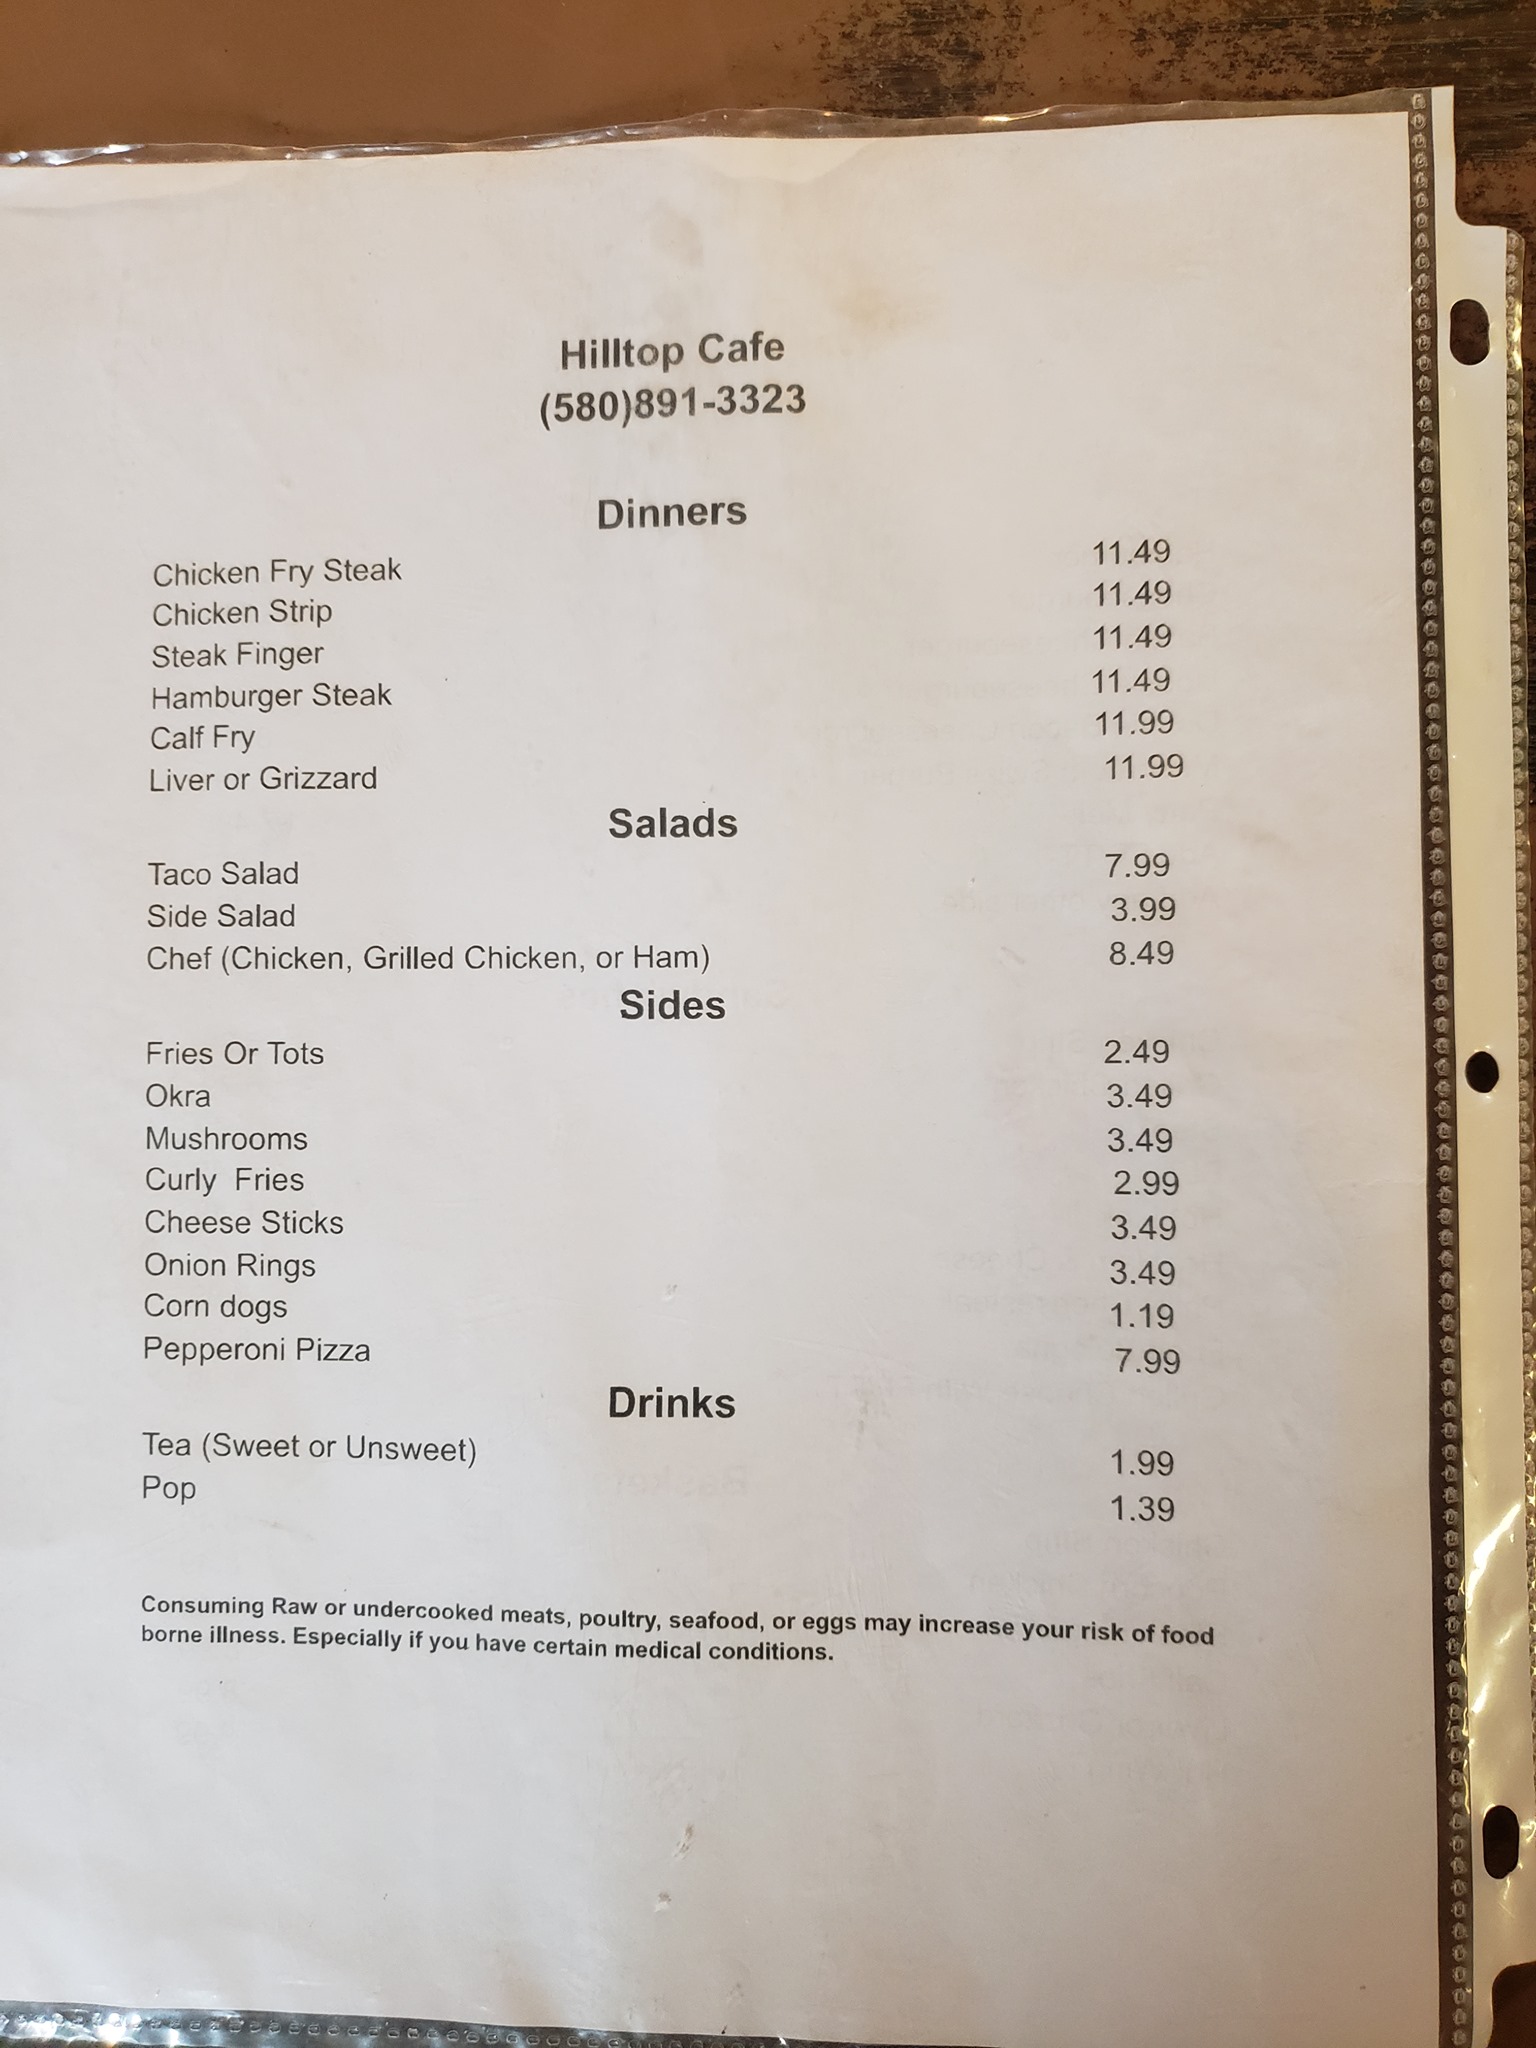 Hilltop Cafe
(580)891-3323
Dinners
Chicken Fry Steak 11.49
Chicken Strip 11.49
Steak Finger 11.49
Hamburger Steak 11.49
Calf Fry 11.99
Liver or Grizzard 11.99
Salads
Taco Salad 7.99
Side Salad 3.99
Chef (Chicken, Grilled Chicken, or Ham) 8.49
Sides
Fries Or Tots 2.49
Okra 3.49
Mushrooms 3.49
Curly Fries 2.99
Cheese Sticks 3.49
Onion Rings 3.49
Corn dogs 1.19
Pepperoni Pizza 7.99
Drinks
Tea (Sweet or Unsweet) 1.99
Pop 1.39
Consuming Raw or undercooked meats, poultry, seafood, or eggs may increase your risk of food
borne illness. Especially if you have certain medical conditions.